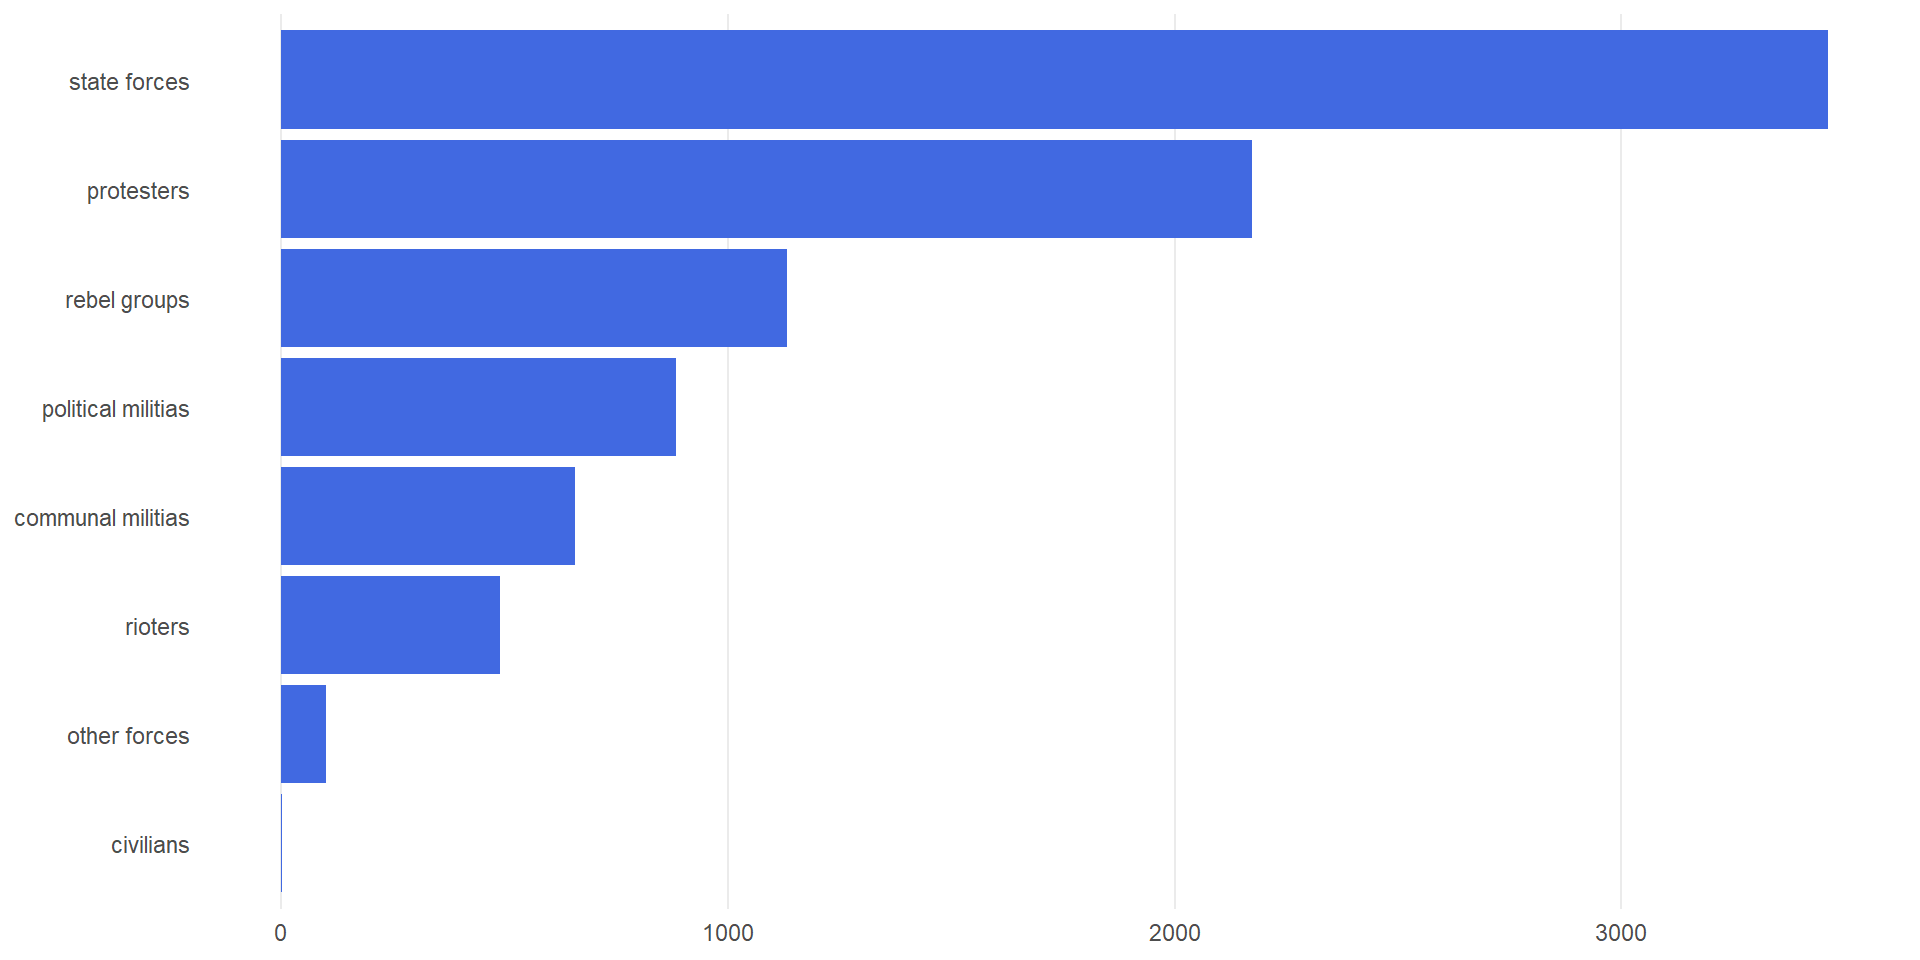 state forces
protesters
rebel groups
political militias
communal militias
rioters
other forces
civilians
0 1000 2000 3000